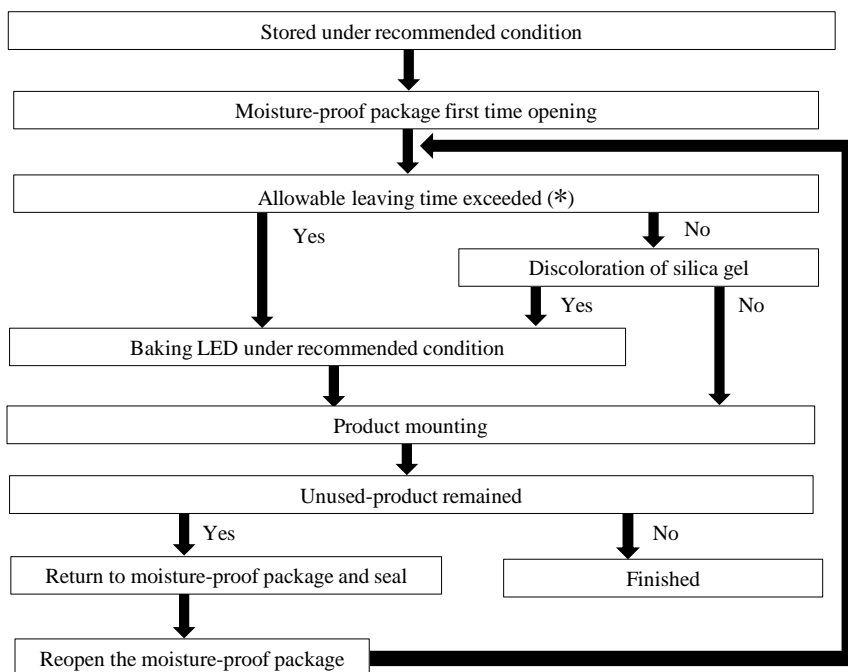 Stored under recommended condition
Moisture-proof package first time opening
Allowable leaving time exceeded (*)
Yes
No
Discoloration of silica gel
Yes
No
Baking LED under recommended condition
Product mounting
Unused-product remained
Yes
No
Return to moisture-proof package and seal
Finished
Reopen the moisture-proof package